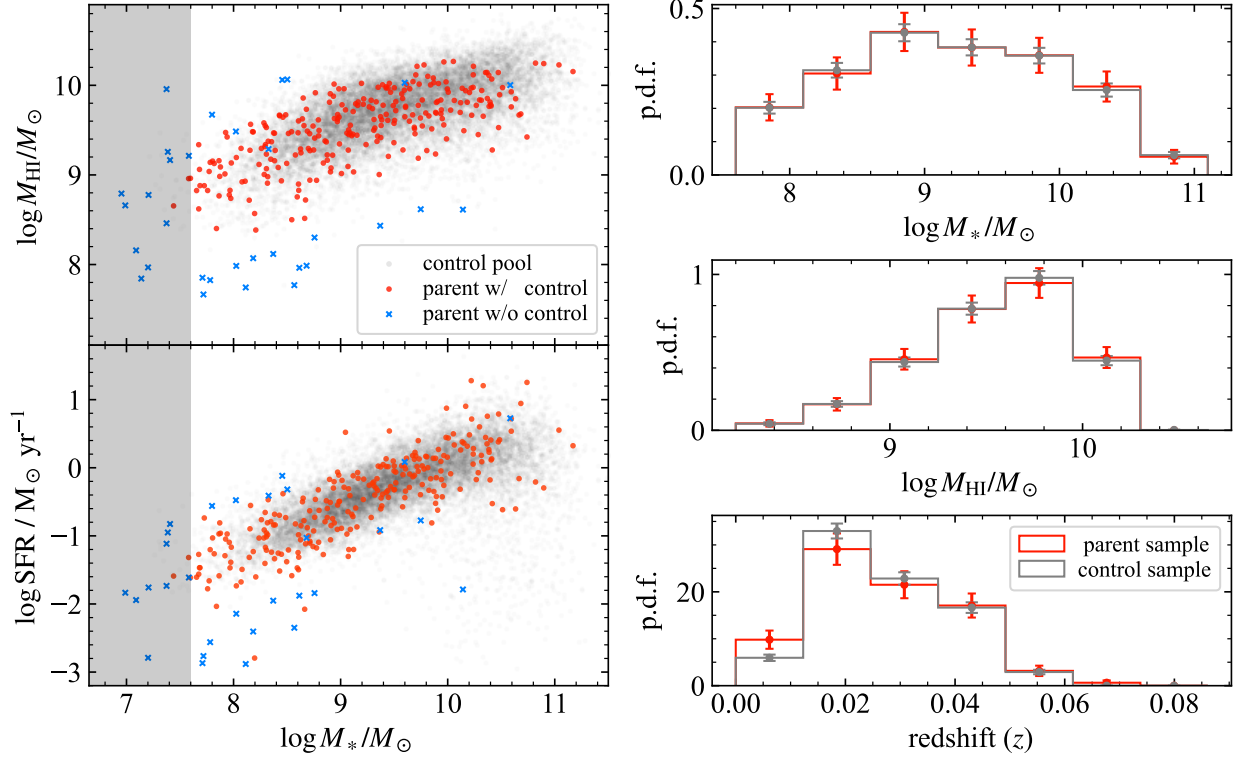 10
9
8
log M_HI/M_⊙
control pool
parent w/ control
parent w/o control
1
0
−1
−2
−3
log SFR / M_⊙ yr⁻¹
7 8 9 10 11
log M_*/M_⊙
0.5
0.0
p.d.f.
8 9 10 11
log M_*/M_⊙
1
0
p.d.f.
9 10
log M_HI/M_⊙
20
0
p.d.f.
parent sample
control sample
0.00 0.02 0.04 0.06 0.08
redshift (z)